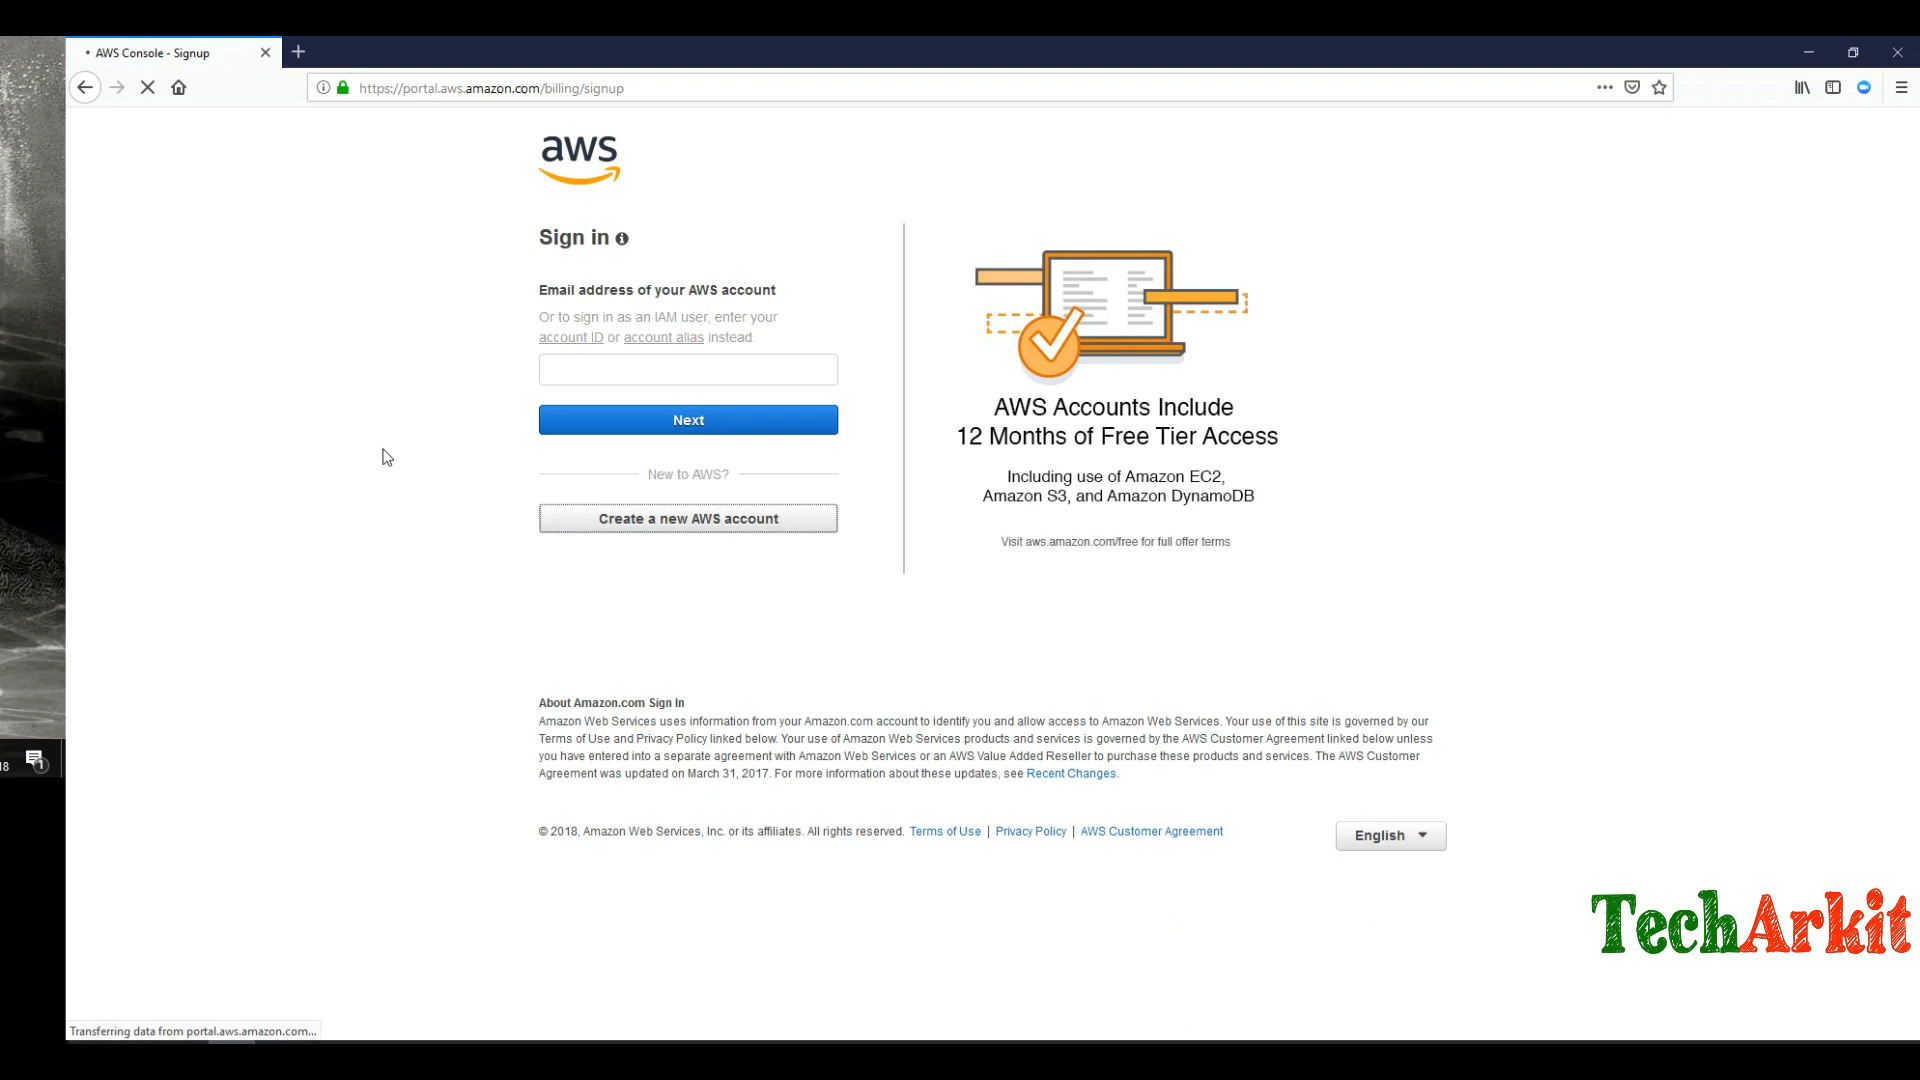 AWS Console - Signup
https://portal.aws.amazon.com/billing/signup
aws
Sign in
Email address of your AWS account
Or to sign in as an IAM user, enter your
account ID or account alias instead.
Next
New to AWS?
Create a new AWS account
AWS Accounts Include
12 Months of Free Tier Access
Including use of Amazon EC2,
Amazon S3, and Amazon DynamoDB
Visit aws.amazon.com/free for full offer terms
About Amazon.com Sign In
Amazon Web Services uses information from your Amazon.com account to identify you and allow access to Amazon Web Services. Your use of this site is governed by our
Terms of Use and Privacy Policy linked below. Your use of Amazon Web Services products and services is governed by the AWS Customer Agreement linked below unless
you have entered into a separate agreement with Amazon Web Services or an AWS Value Added Reseller to purchase these products and services. The AWS Customer
Agreement was updated on March 31, 2017. For more information about these updates, see Recent Changes.
© 2018, Amazon Web Services, Inc. or its affiliates. All rights reserved. Terms of Use | Privacy Policy | AWS Customer Agreement
English
18
1
TechArkit
Transferring data from portal.aws.amazon.com...